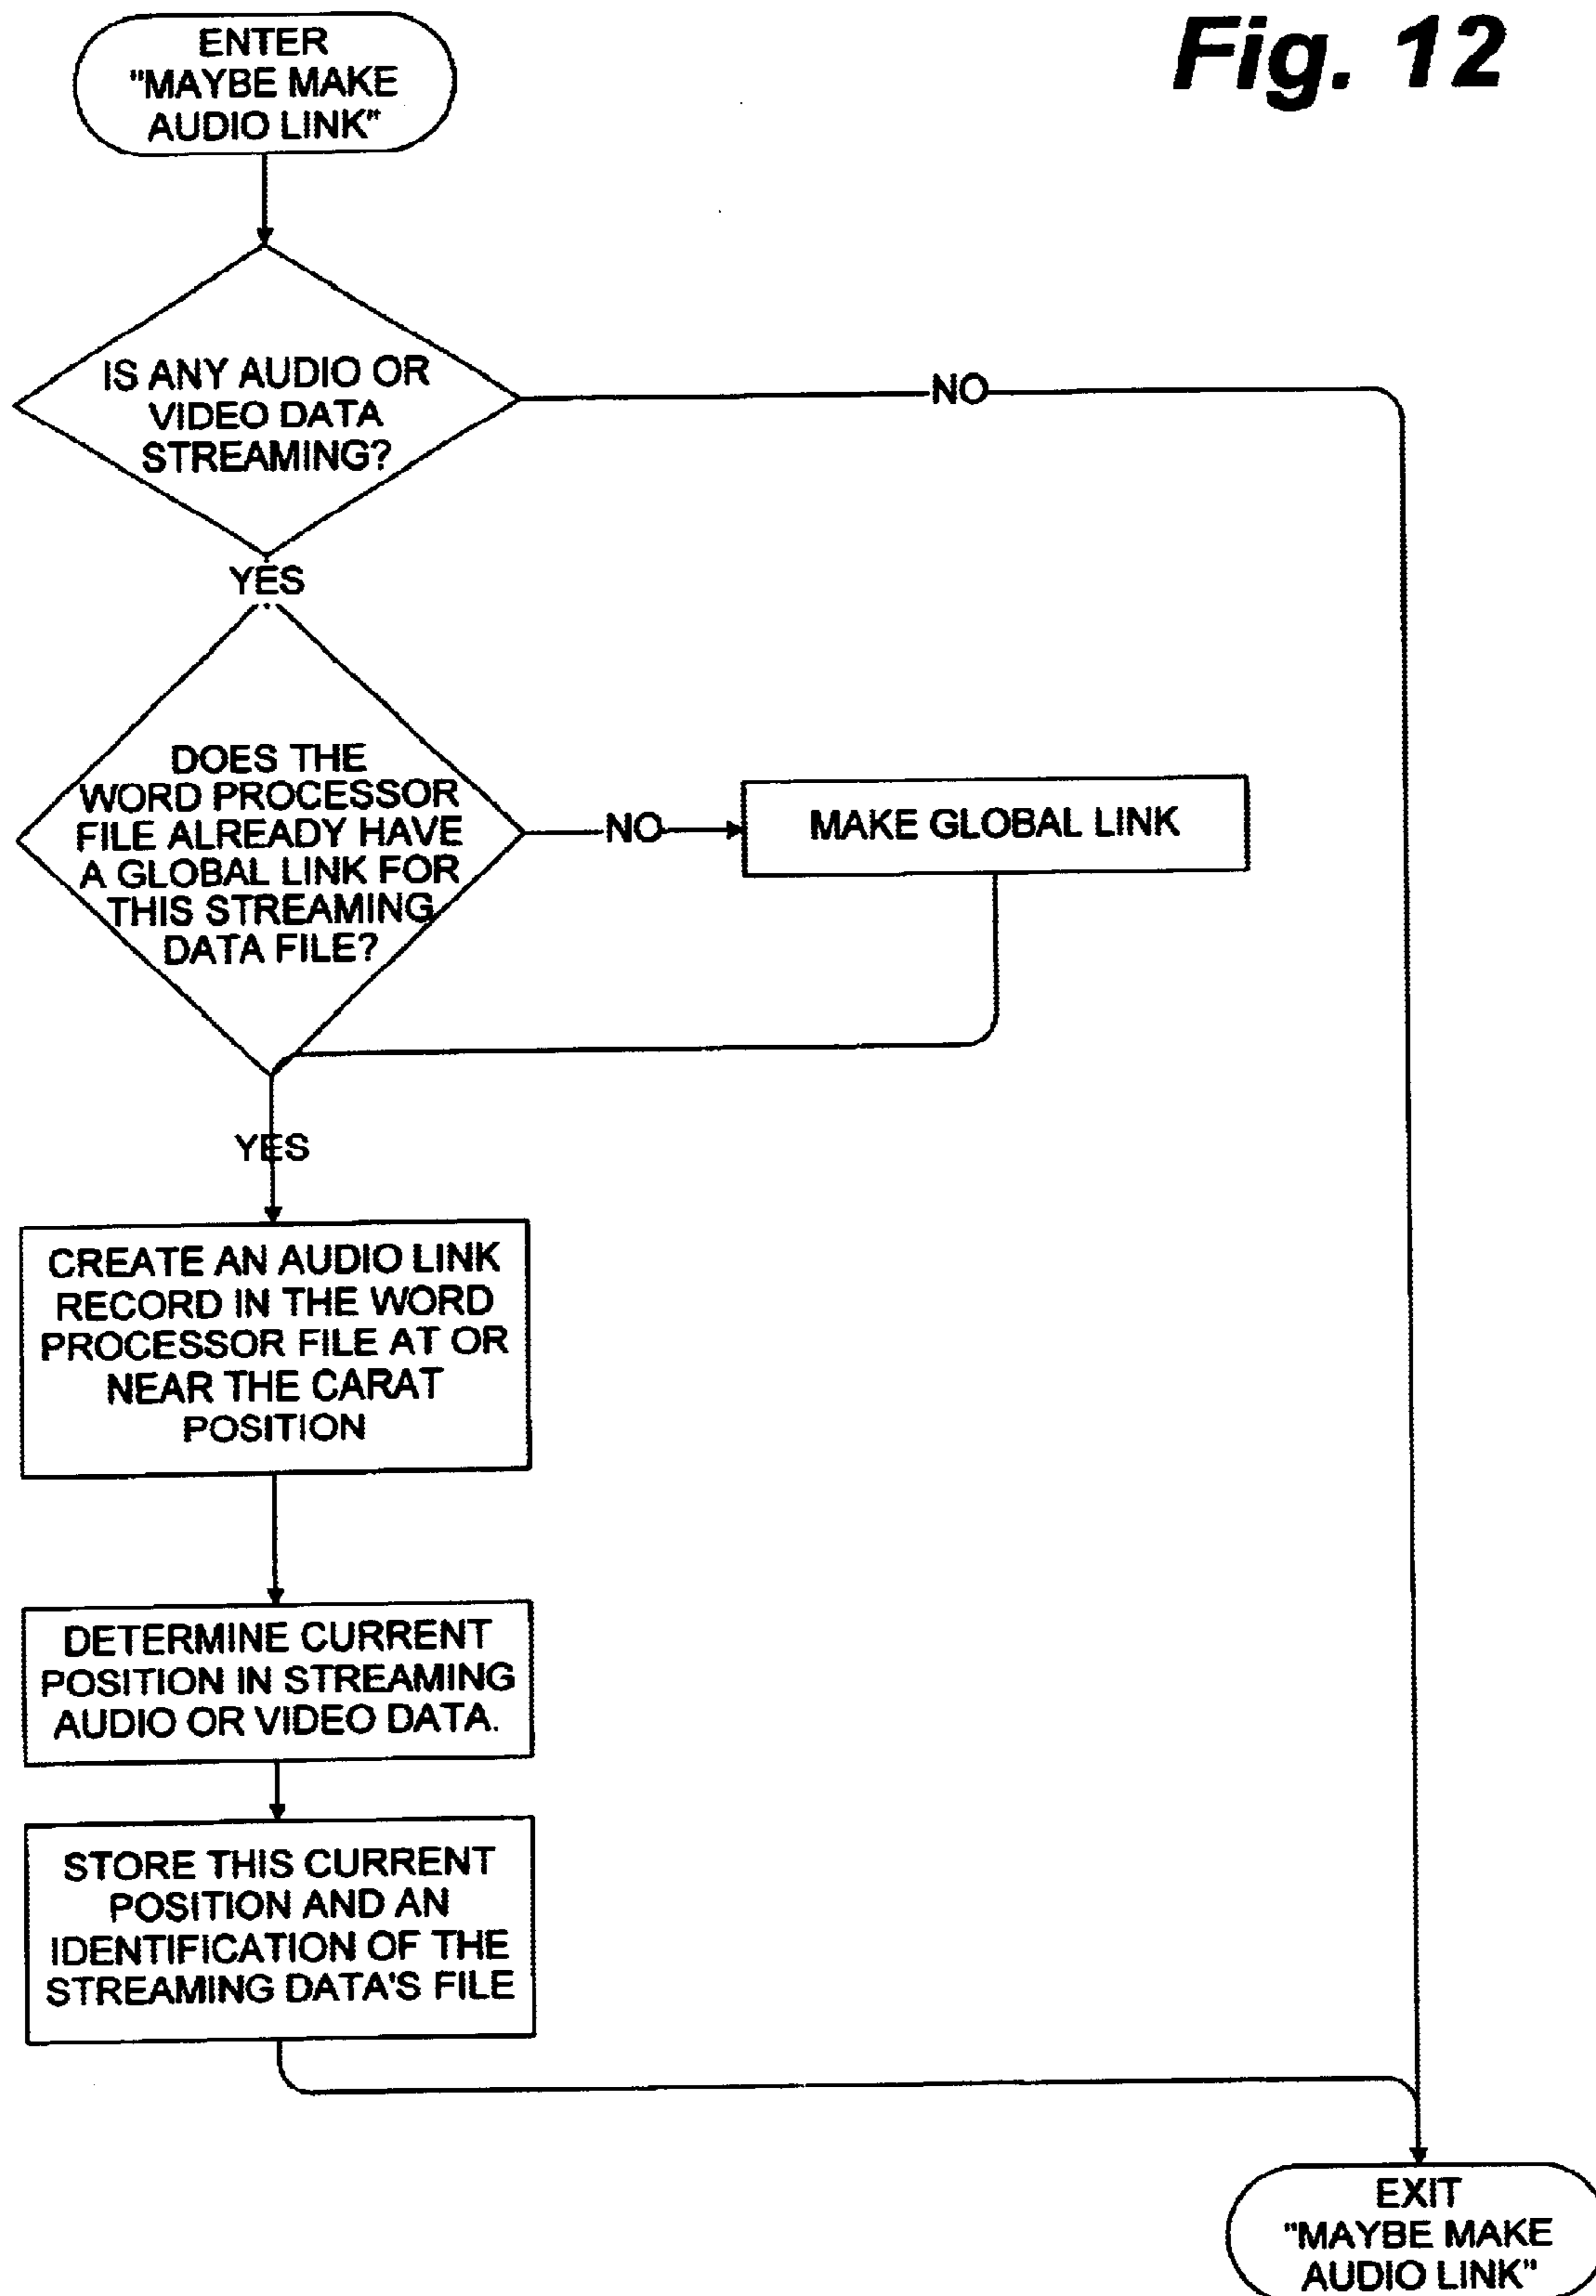 Fig. 12
ENTER
"MAYBE MAKE
AUDIO LINK"
IS ANY AUDIO OR
VIDEO DATA
STREAMING?
NO
YES
DOES THE
WORD PROCESSOR
FILE ALREADY HAVE
A GLOBAL LINK FOR
THIS STREAMING
DATA FILE?
NO
MAKE GLOBAL LINK
YES
CREATE AN AUDIO LINK
RECORD IN THE WORD
PROCESSOR FILE AT OR
NEAR THE CARAT
POSITION
DETERMINE CURRENT
POSITION IN STREAMING
AUDIO OR VIDEO DATA.
STORE THIS CURRENT
POSITION AND AN
IDENTIFICATION OF THE
STREAMING DATA'S FILE
EXIT
"MAYBE MAKE
AUDIO LINK"